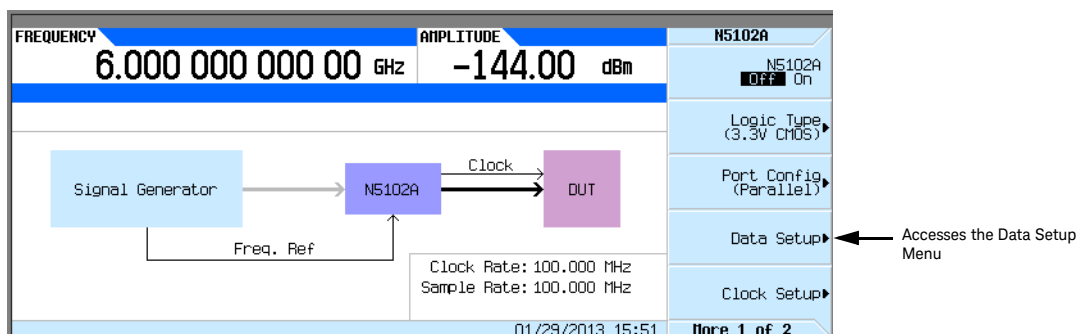 FREQUENCY
6.000 000 000 00 GHz
AMPLITUDE
-144.00 dBm
N5102A
N5102A
Off On
Logic Type
(3.3V CMOS)
Port Config
(Parallel)
Data Setup
Clock Setup
More 1 of 2
Signal Generator
N5102A
Clock
DUT
Freq. Ref
Clock Rate: 100.000 MHz
Sample Rate: 100.000 MHz
01/29/2013 15:51
Accesses the Data Setup
Menu